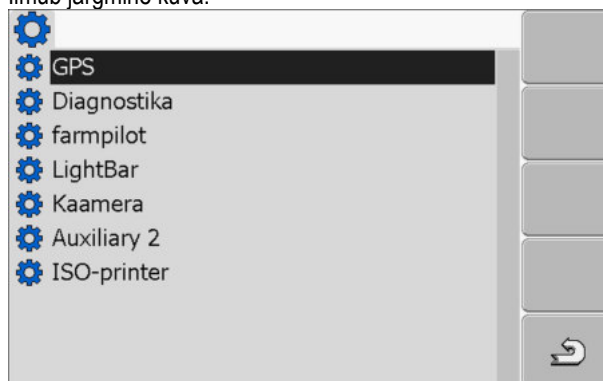 Ilmub järgmine kuva:
GPS
Diagnostika
farmpilot
LightBar
Kaamera
Auxiliary 2
ISO-printer